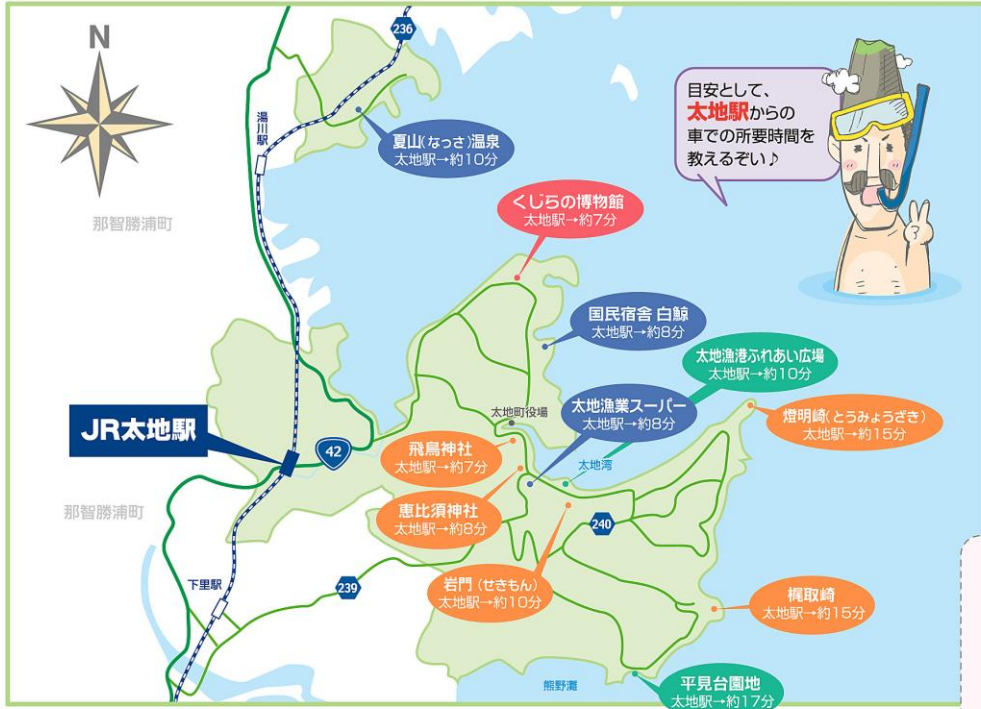 N
236
湯川駅
夏山(なっさ)温泉
太地駅→約10分
目安として、
太地駅からの
車での所要時間を
教えるぞい♪
くじらの博物館
太地駅→約7分
那智勝浦町
国民宿舎 白鯨
太地駅→約8分
太地漁港ふれあい広場
太地駅→約10分
太地漁業スーパー
太地駅→約8分
燈明崎(とうみょうざき)
太地駅→約15分
太地町役場
JR太地駅
42
飛鳥神社
太地駅→約7分
太地湾
恵比須神社
太地駅→約8分
那智勝浦町
240
下里駅
239
岩門(せきもん)
太地駅→約10分
梶取崎
太地駅→約15分
熊野灘
平見台園地
太地駅→約17分